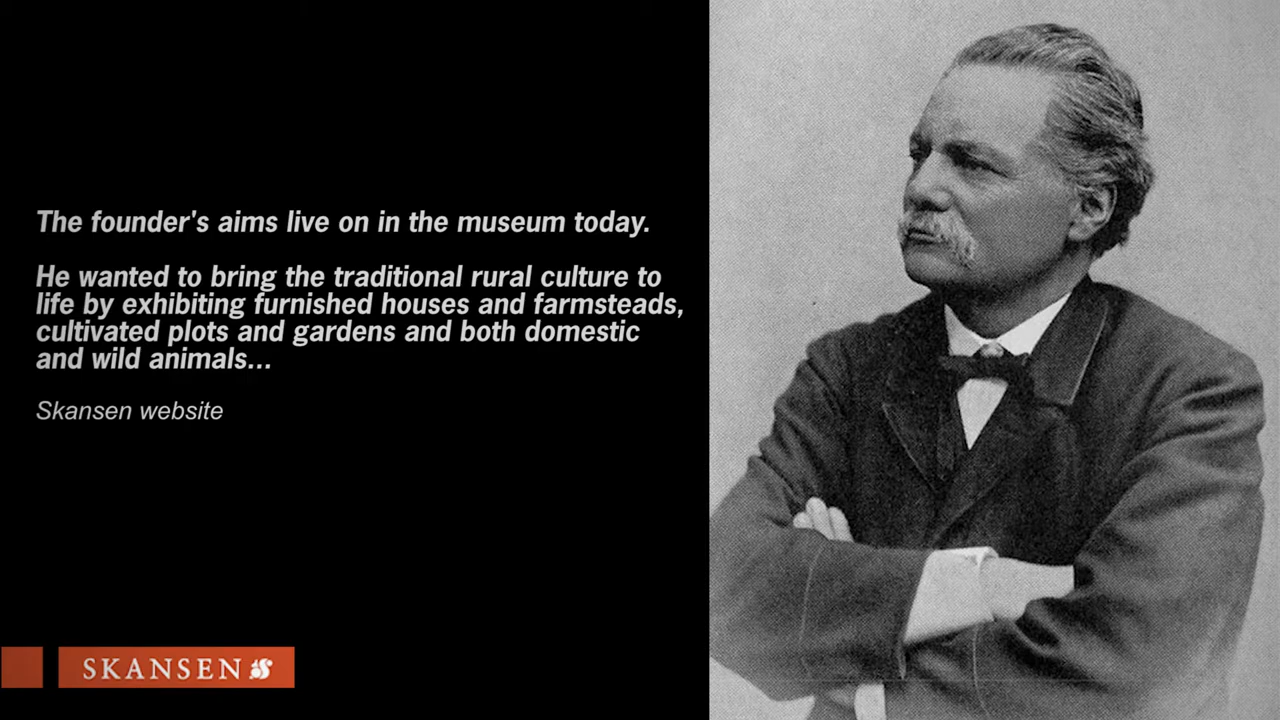 The founder's aims live on in the museum today.
He wanted to bring the traditional rural culture to
life by exhibiting furnished houses and farmsteads,
cultivated plots and gardens and both domestic
and wild animals...
Skansen website
SKANSEN